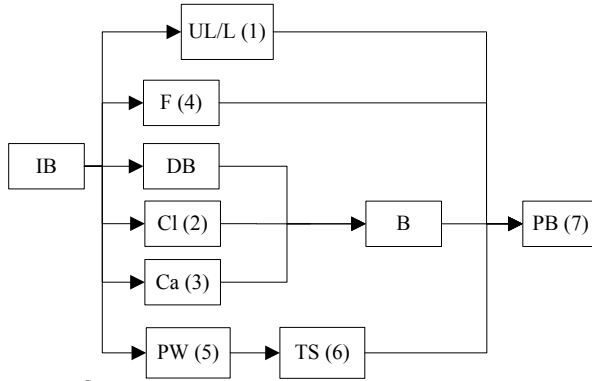 UL/L (1)
F (4)
IB
DB
Cl (2)
B
PB (7)
Ca (3)
PW (5)
TS (6)